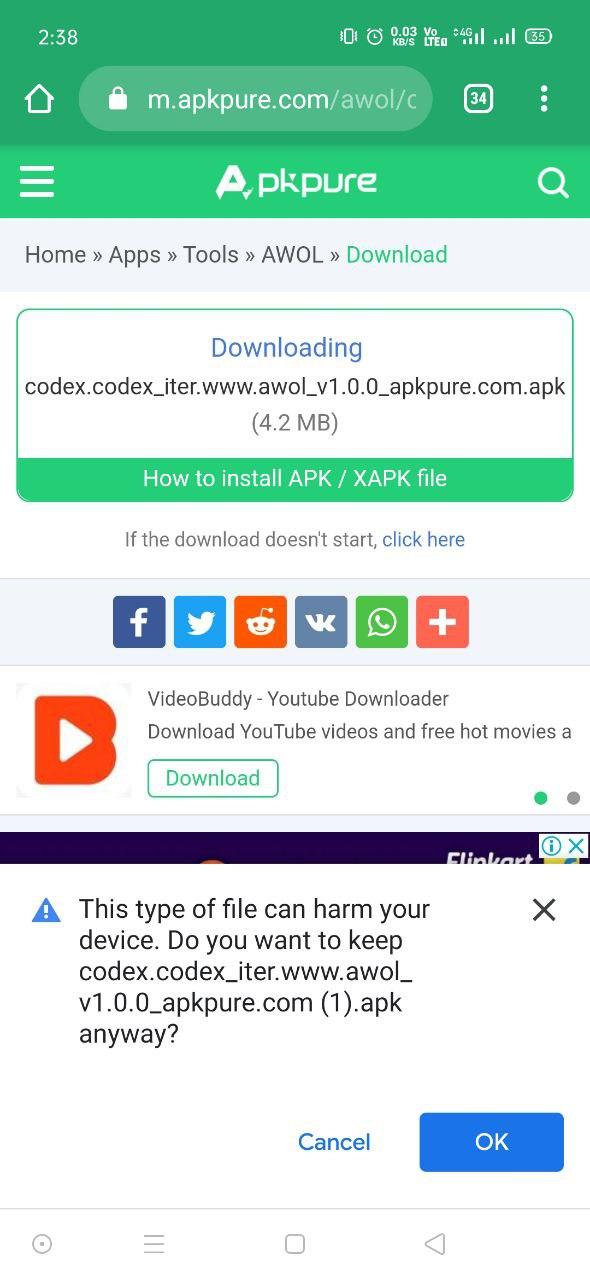 2:38
0.03 KB/S
Vo LTE
4G
35
m.apkpure.com/awol/c
34
Apkpure
Home » Apps » Tools » AWOL » Download
Downloading
codex.codex_iter.www.awol_v1.0.0_apkpure.com.apk
(4.2 MB)
How to install APK / XAPK file
If the download doesn't start, click here
VideoBuddy - Youtube Downloader
Download YouTube videos and free hot movies a
Download
Flipkart
This type of file can harm your
device. Do you want to keep
codex.codex_iter.www.awol_
v1.0.0_apkpure.com (1).apk
anyway?
Cancel
OK